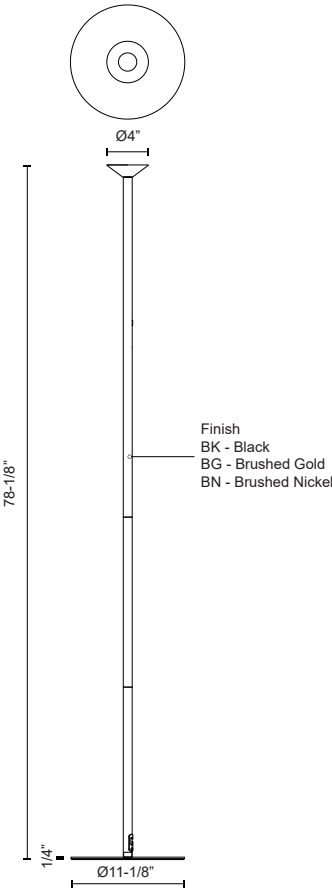 Ø4”
78-1/8”
Finish
BK - Black
BG - Brushed Gold
BN - Brushed Nickel
1/4”
Ø11-1/8”